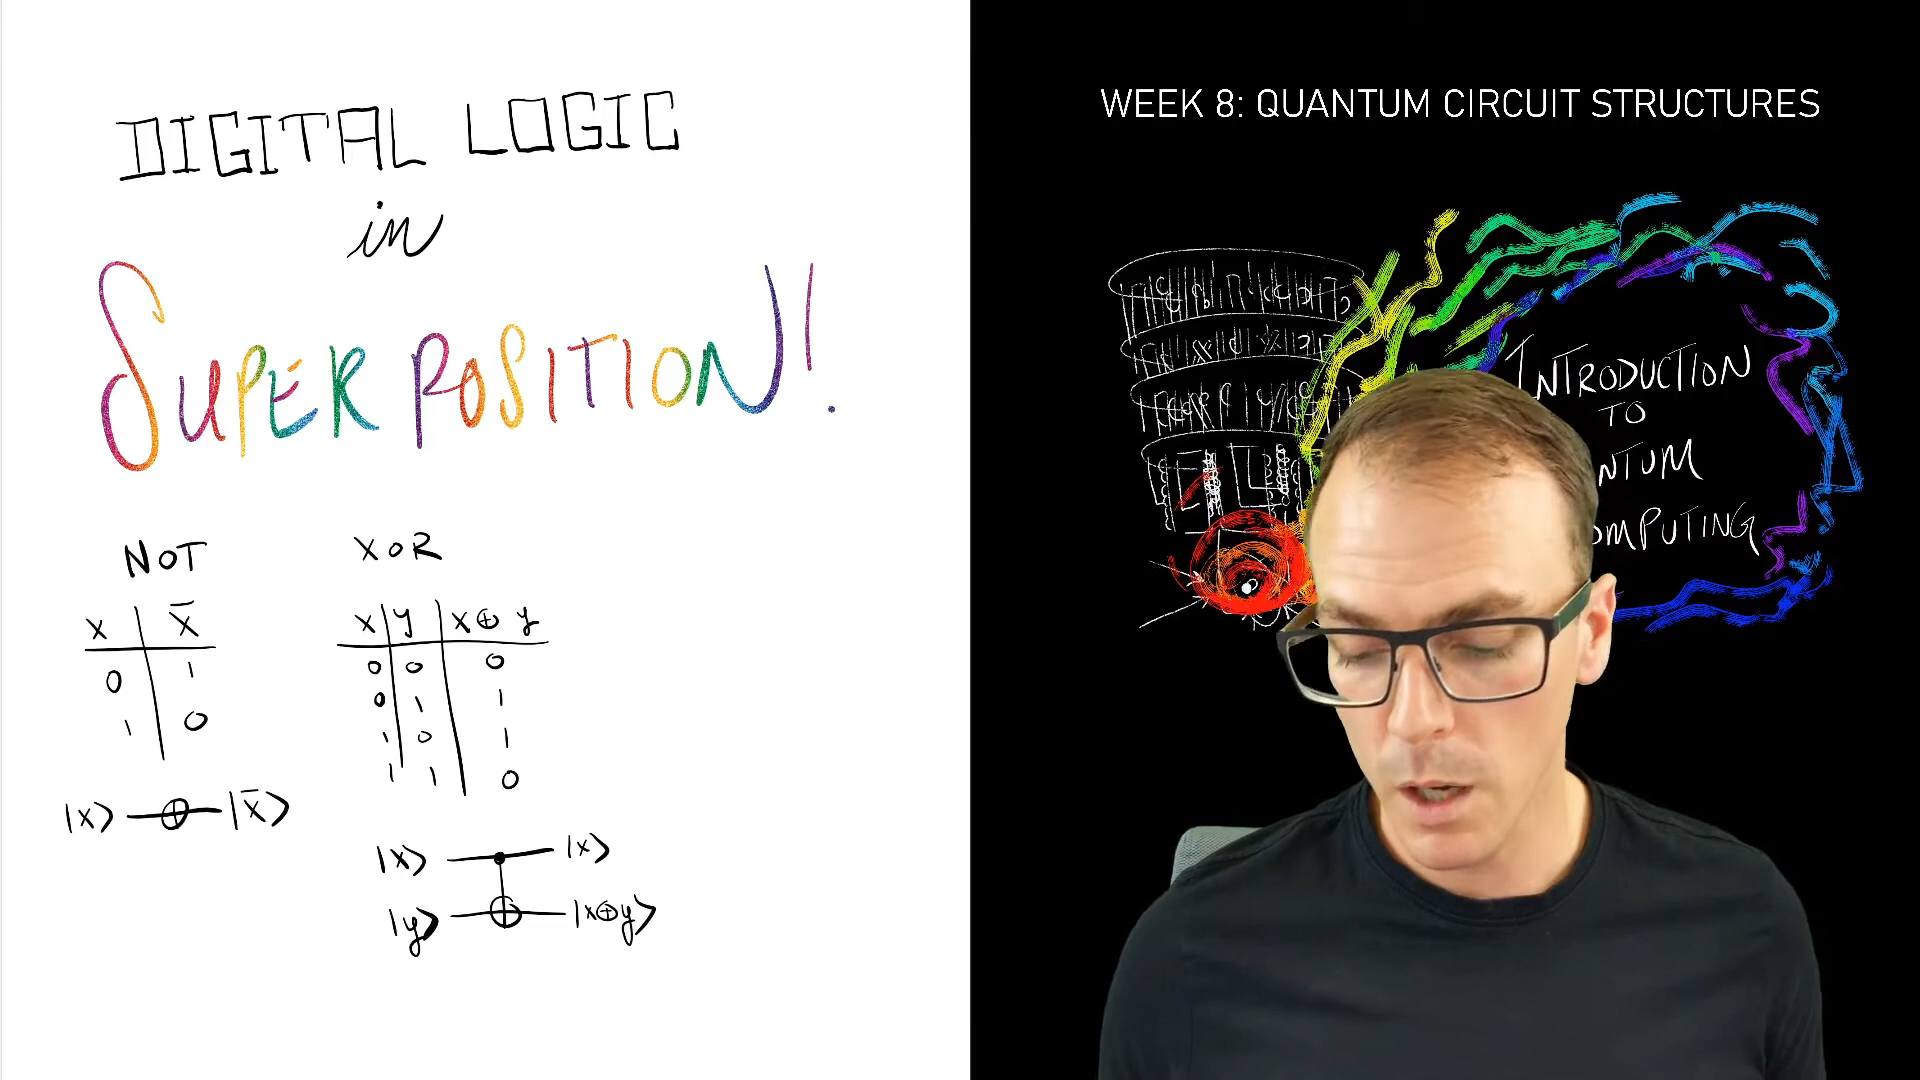 DIGITAL LOGIC
in
SUPERPOSITION!
NOT
x | x̄
0 | 1
1 | 0
|x⟩ ⊕ |x̄⟩
XOR
x | y | x⊕y
0 | 0 | 0
0 | 1 | 1
1 | 0 | 1
1 | 1 | 0
|x⟩ |x⟩
|y⟩ ⊕ |x⊕y⟩
WEEK 8: QUANTUM CIRCUIT STRUCTURES
INTRODUCTION
TO
NTUM
OMPUTING